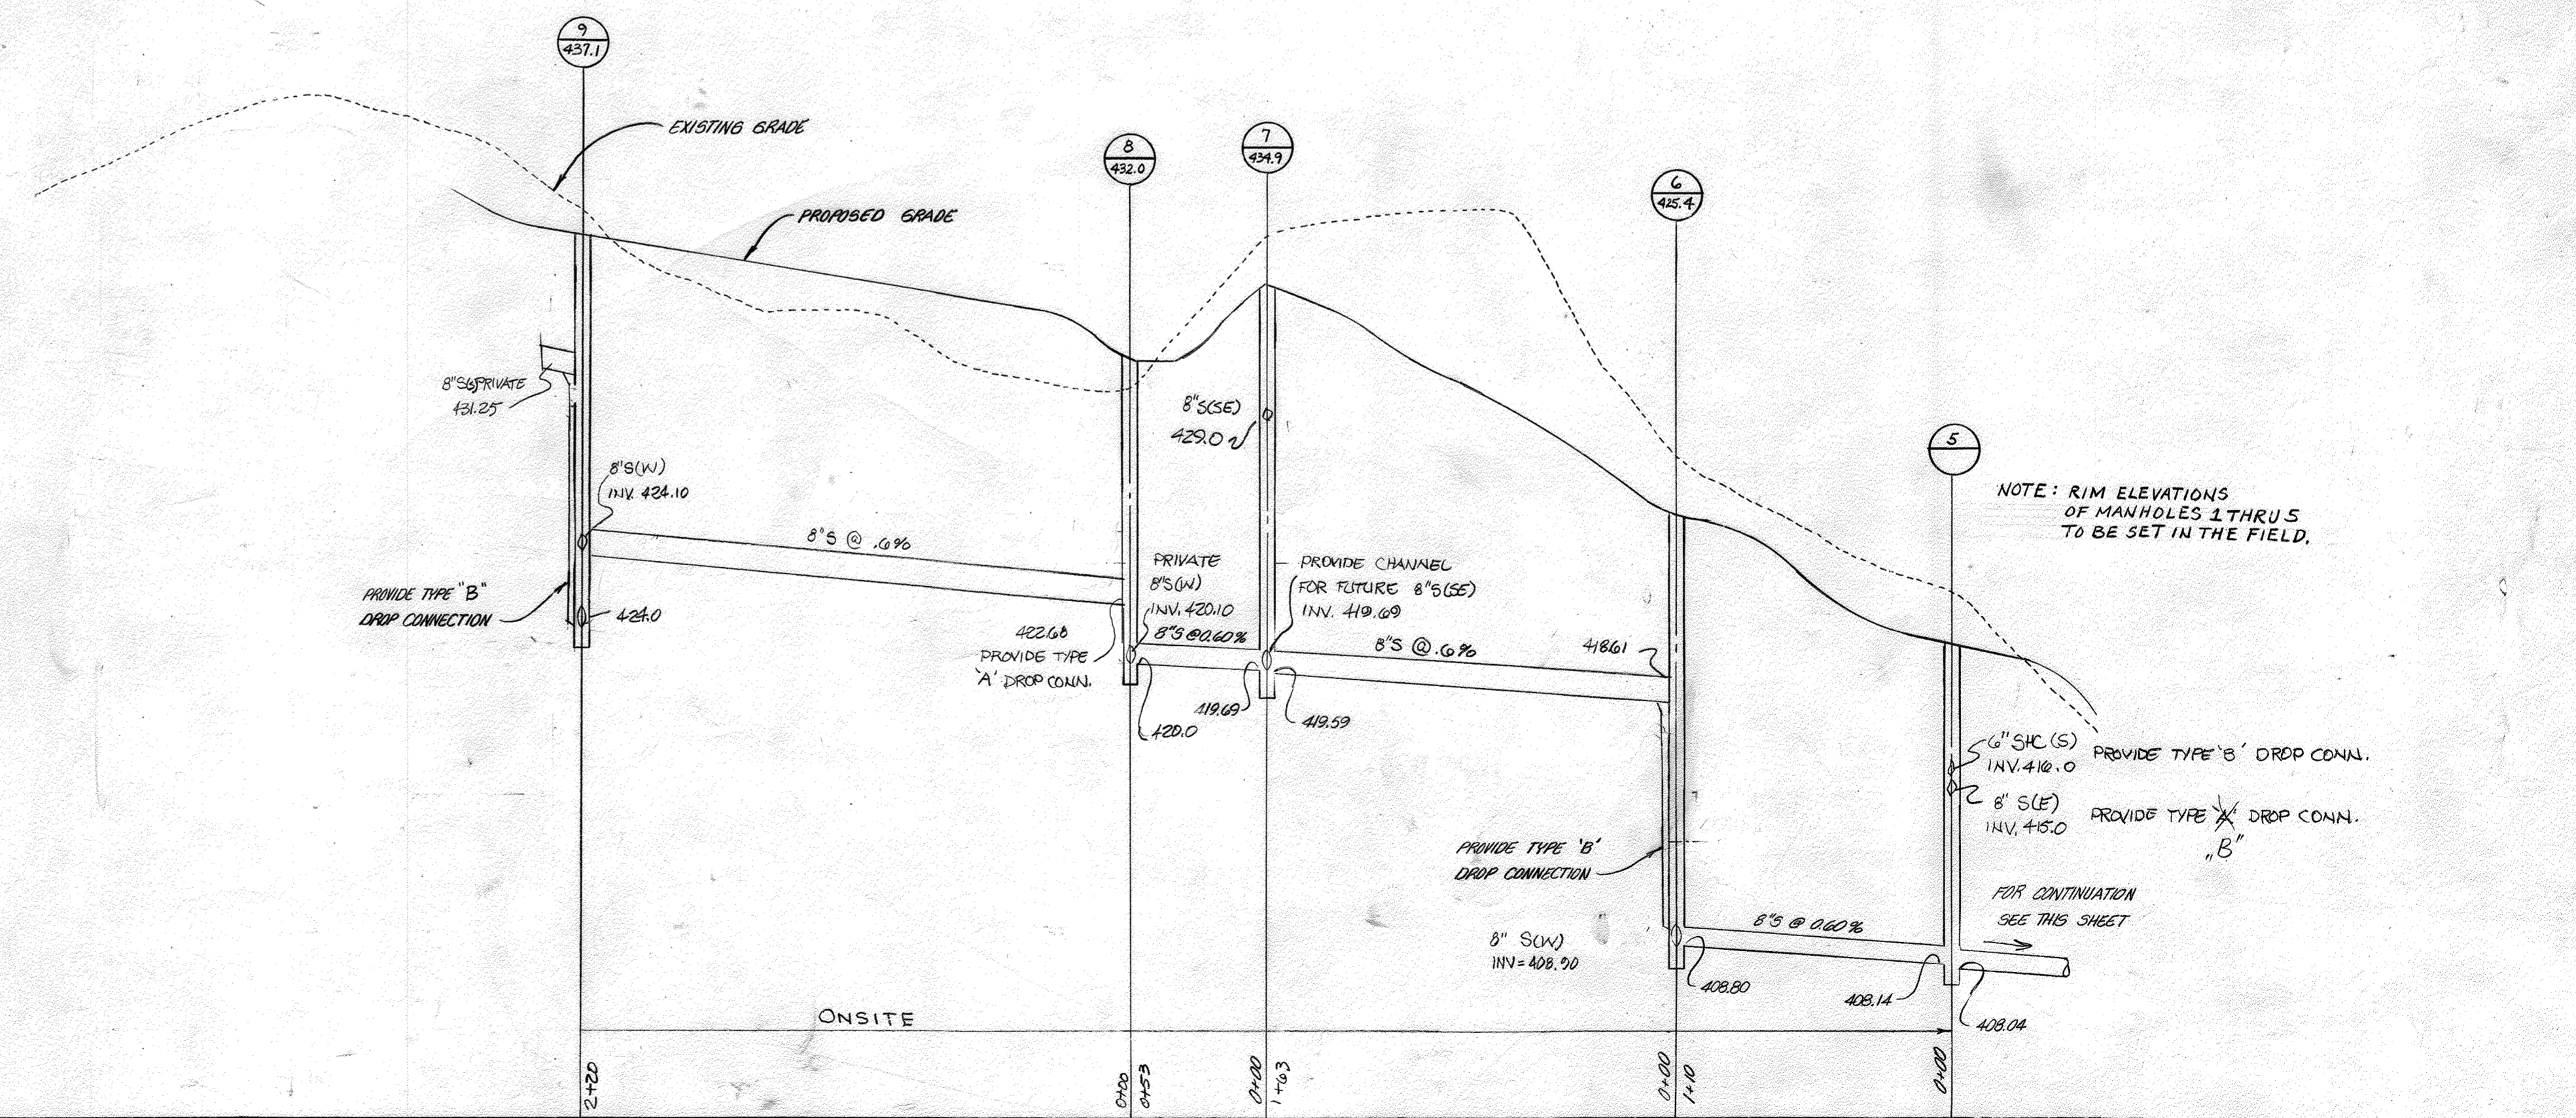 9
437.1
EXISTING GRADE
8
432.0
7
434.9
6
425.4
PROPOSED GRADE
8"S(S)PRIVATE
431.25
8"S(SE)
429.0
5
NOTE: RIM ELEVATIONS
OF MANHOLES 1 THRU 5
TO BE SET IN THE FIELD.
8"S(W)
INV. 424.10
8"S @ .6%
PROVIDE TYPE "B"
DROP CONNECTION
424.0
PRIVATE
8"S(W)
INV. 420.10
8"S @ 0.60%
422.68
PROVIDE TYPE
'A' DROP CONN.
PROVIDE CHANNEL
FOR FUTURE 8"S(SE)
INV. 419.69
8"S @ .6%
418.61
419.69
420.0
419.59
6" SHC (S)
INV. 416.0
PROVIDE TYPE 'B' DROP CONN.
8" S(E)
INV. 415.0
PROVIDE TYPE 'A' DROP CONN.
"B"
PROVIDE TYPE 'B'
DROP CONNECTION
FOR CONTINUATION
SEE THIS SHEET
8"S @ 0.60%
8" S(W)
INV = 408.90
408.80
408.14
408.04
ONSITE
2+20
0+00
0+53
0+00
1+63
0+00
1+10
0+00